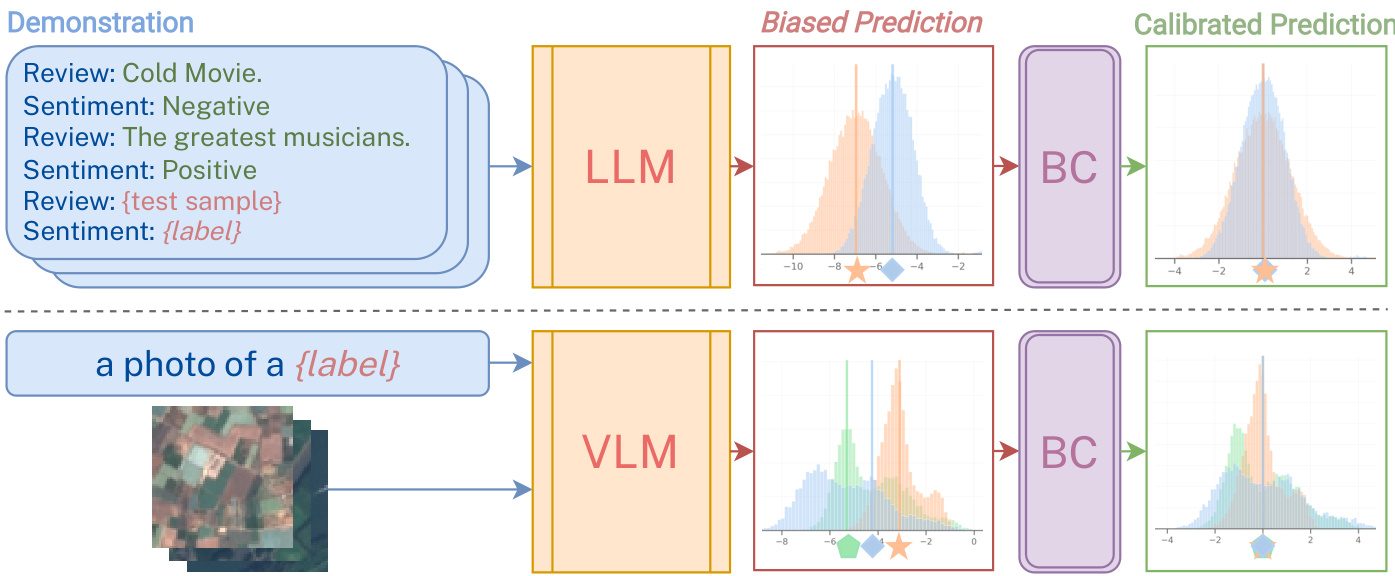 Demonstration
Biased Prediction
Calibrated Prediction
Review: Cold Movie.
Sentiment: Negative
Review: The greatest musicians.
Sentiment: Positive
Review: {test sample}
Sentiment: {label}
LLM
−10 −8 −6 −4 −2
BC
−4 −2 0 2 4
a photo of a {label}
VLM
−8 −6 −4 −2 0
BC
−4 −2 0 2 4